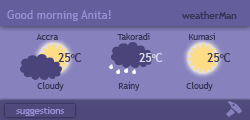 Good morning Anita! weatherMan
Accra Takoradi Kumasi
25°C 25°C 25°C
Cloudy Rainy Cloudy
suggestions